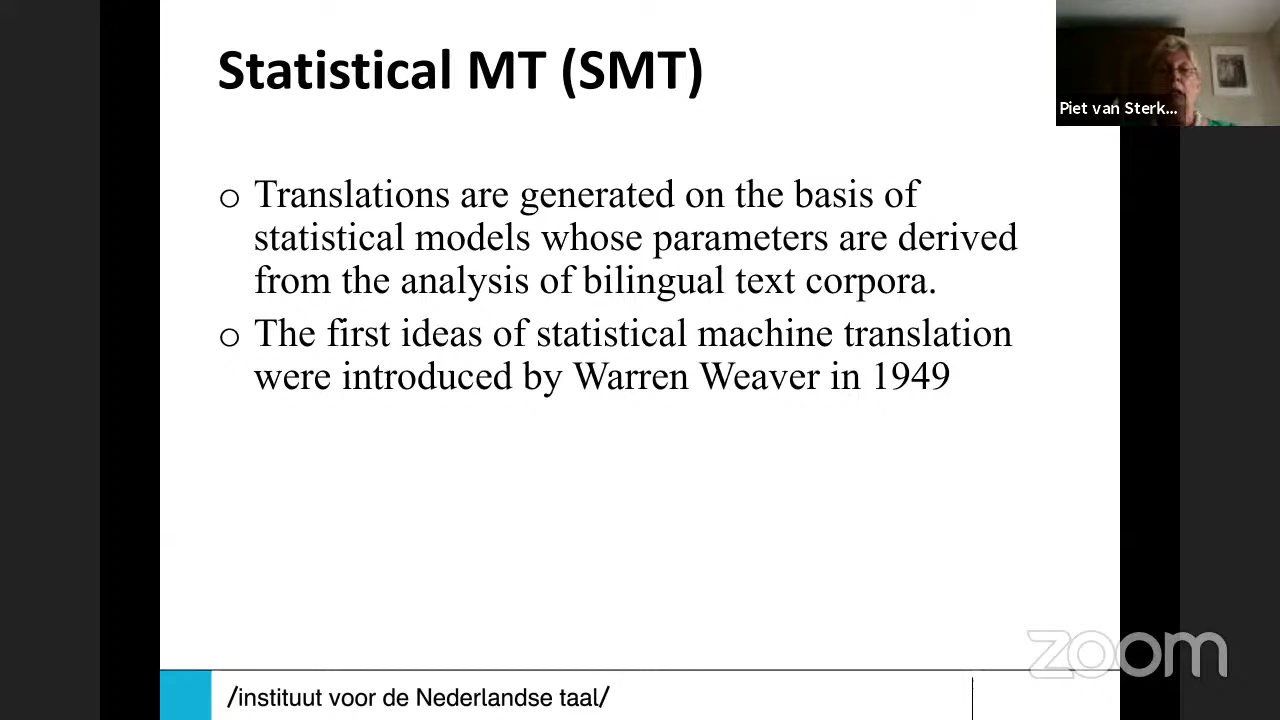 Statistical MT (SMT)
Piet van Sterk...
o Translations are generated on the basis of
statistical models whose parameters are derived
from the analysis of bilingual text corpora.
o The first ideas of statistical machine translation
were introduced by Warren Weaver in 1949
zoom
/instituut voor de Nederlandse taal/